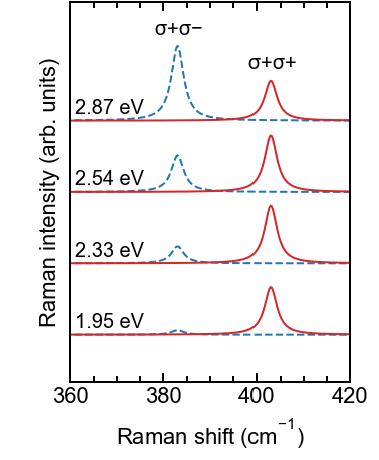 σ+σ−
σ+σ+
2.87 eV
2.54 eV
2.33 eV
1.95 eV
Raman intensity (arb. units)
360 380 400 420
Raman shift (cm⁻¹)